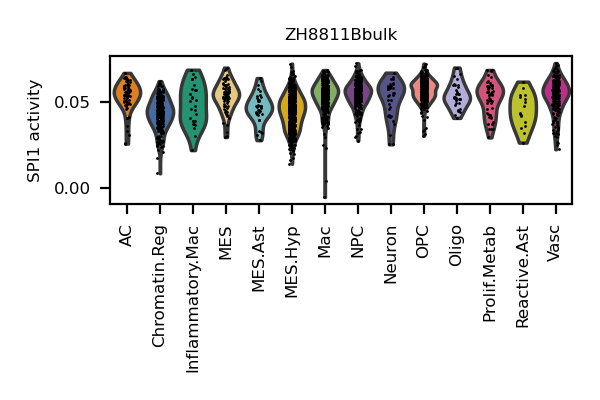 ZH8811Bbulk
SPI1 activity
0.05
0.00
AC
Chromatin.Reg
Inflammatory.Mac
MES
MES.Ast
MES.Hyp
Mac
NPC
Neuron
OPC
Oligo
Prolif.Metab
Reactive.Ast
Vasc